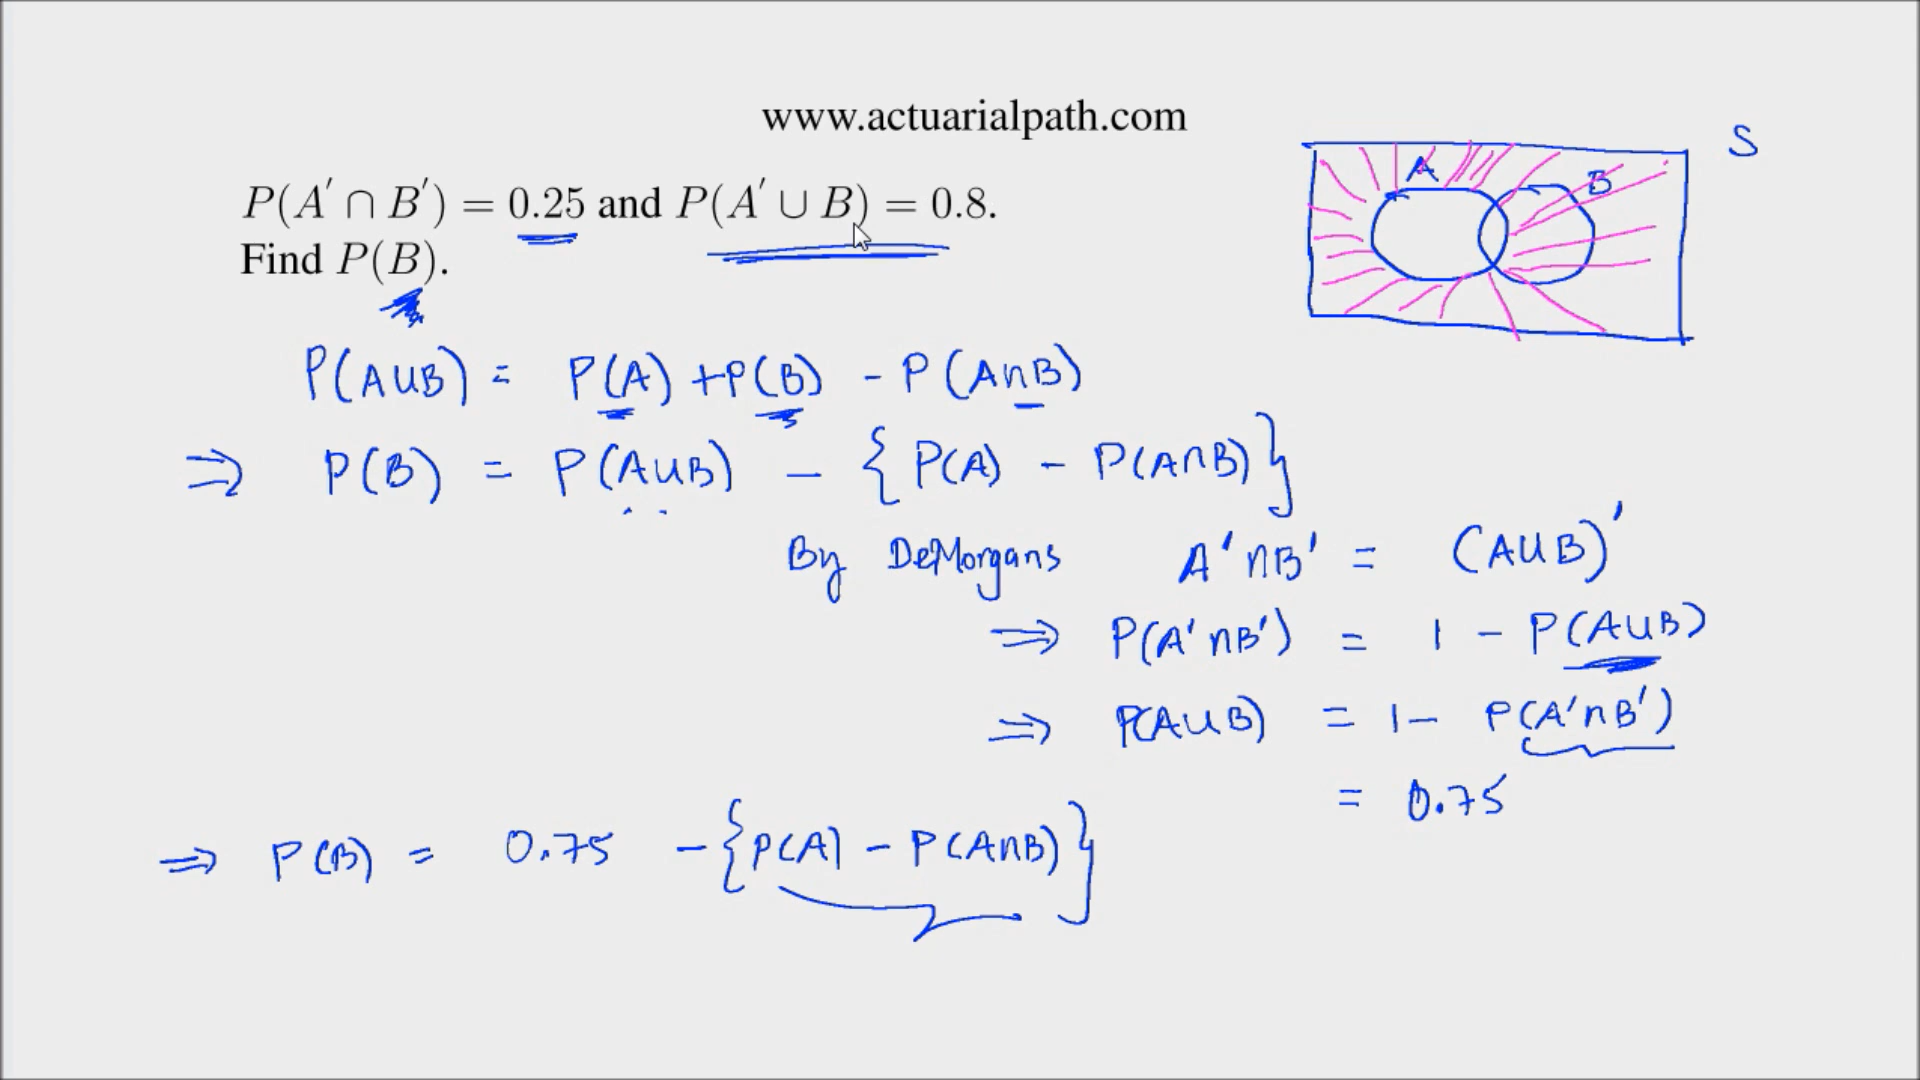 www.actuarialpath.com
P(A′ ∩ B′) = 0.25 and P(A′ ∪ B) = 0.8.
Find P(B).
S
A
B
P(A∪B) = P(A) + P(B) - P(A∩B)
⇒ P(B) = P(A∪B) - {P(A) - P(A∩B)}
By DeMorgans A'∩B' = (A∪B)'
⇒ P(A'∩B') = 1 - P(A∪B)
⇒ P(A∪B) = 1 - P(A'∩B')
= 0.75
⇒ P(B) = 0.75 - {P(A) - P(A∩B)}